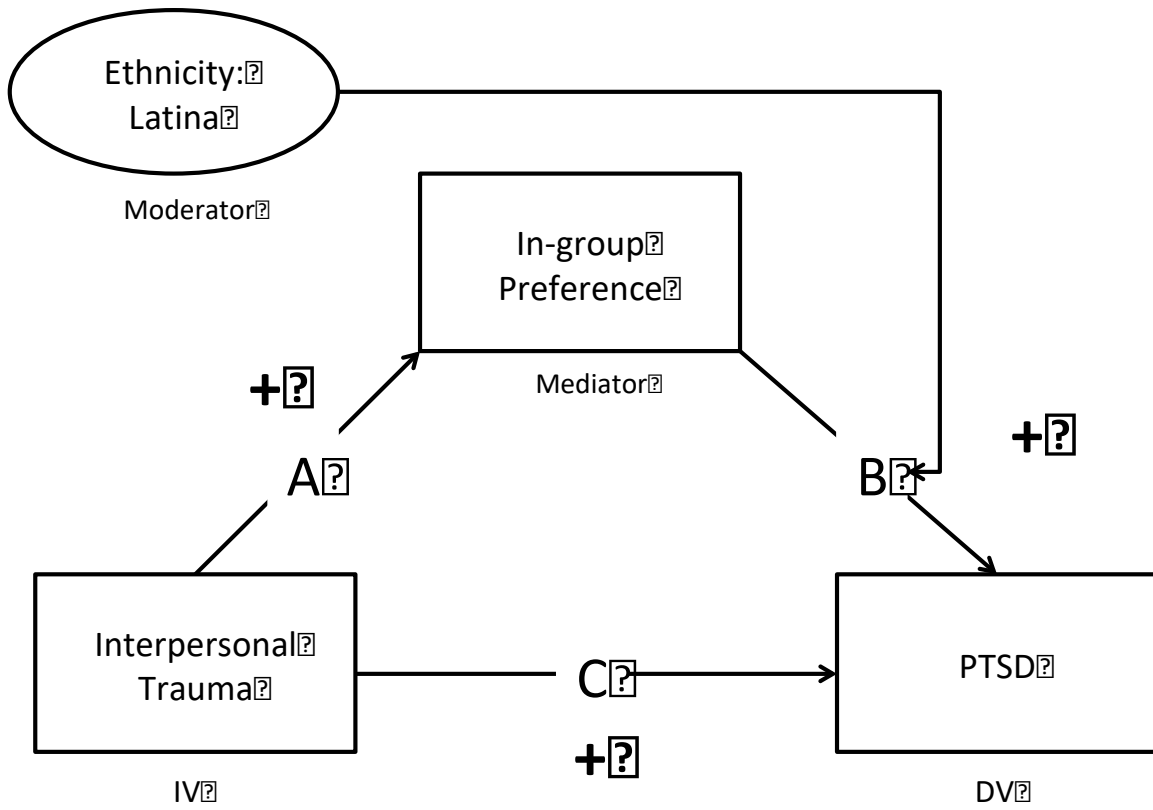 Ethnicity:⍰
Latina⍰
Moderator⍰
In-group⍰
Preference⍰
Mediator⍰
+⍰
+⍰
A⍰
B⍰
Interpersonal⍰
Trauma⍰
C⍰
PTSD⍰
+⍰
IV⍰
DV⍰